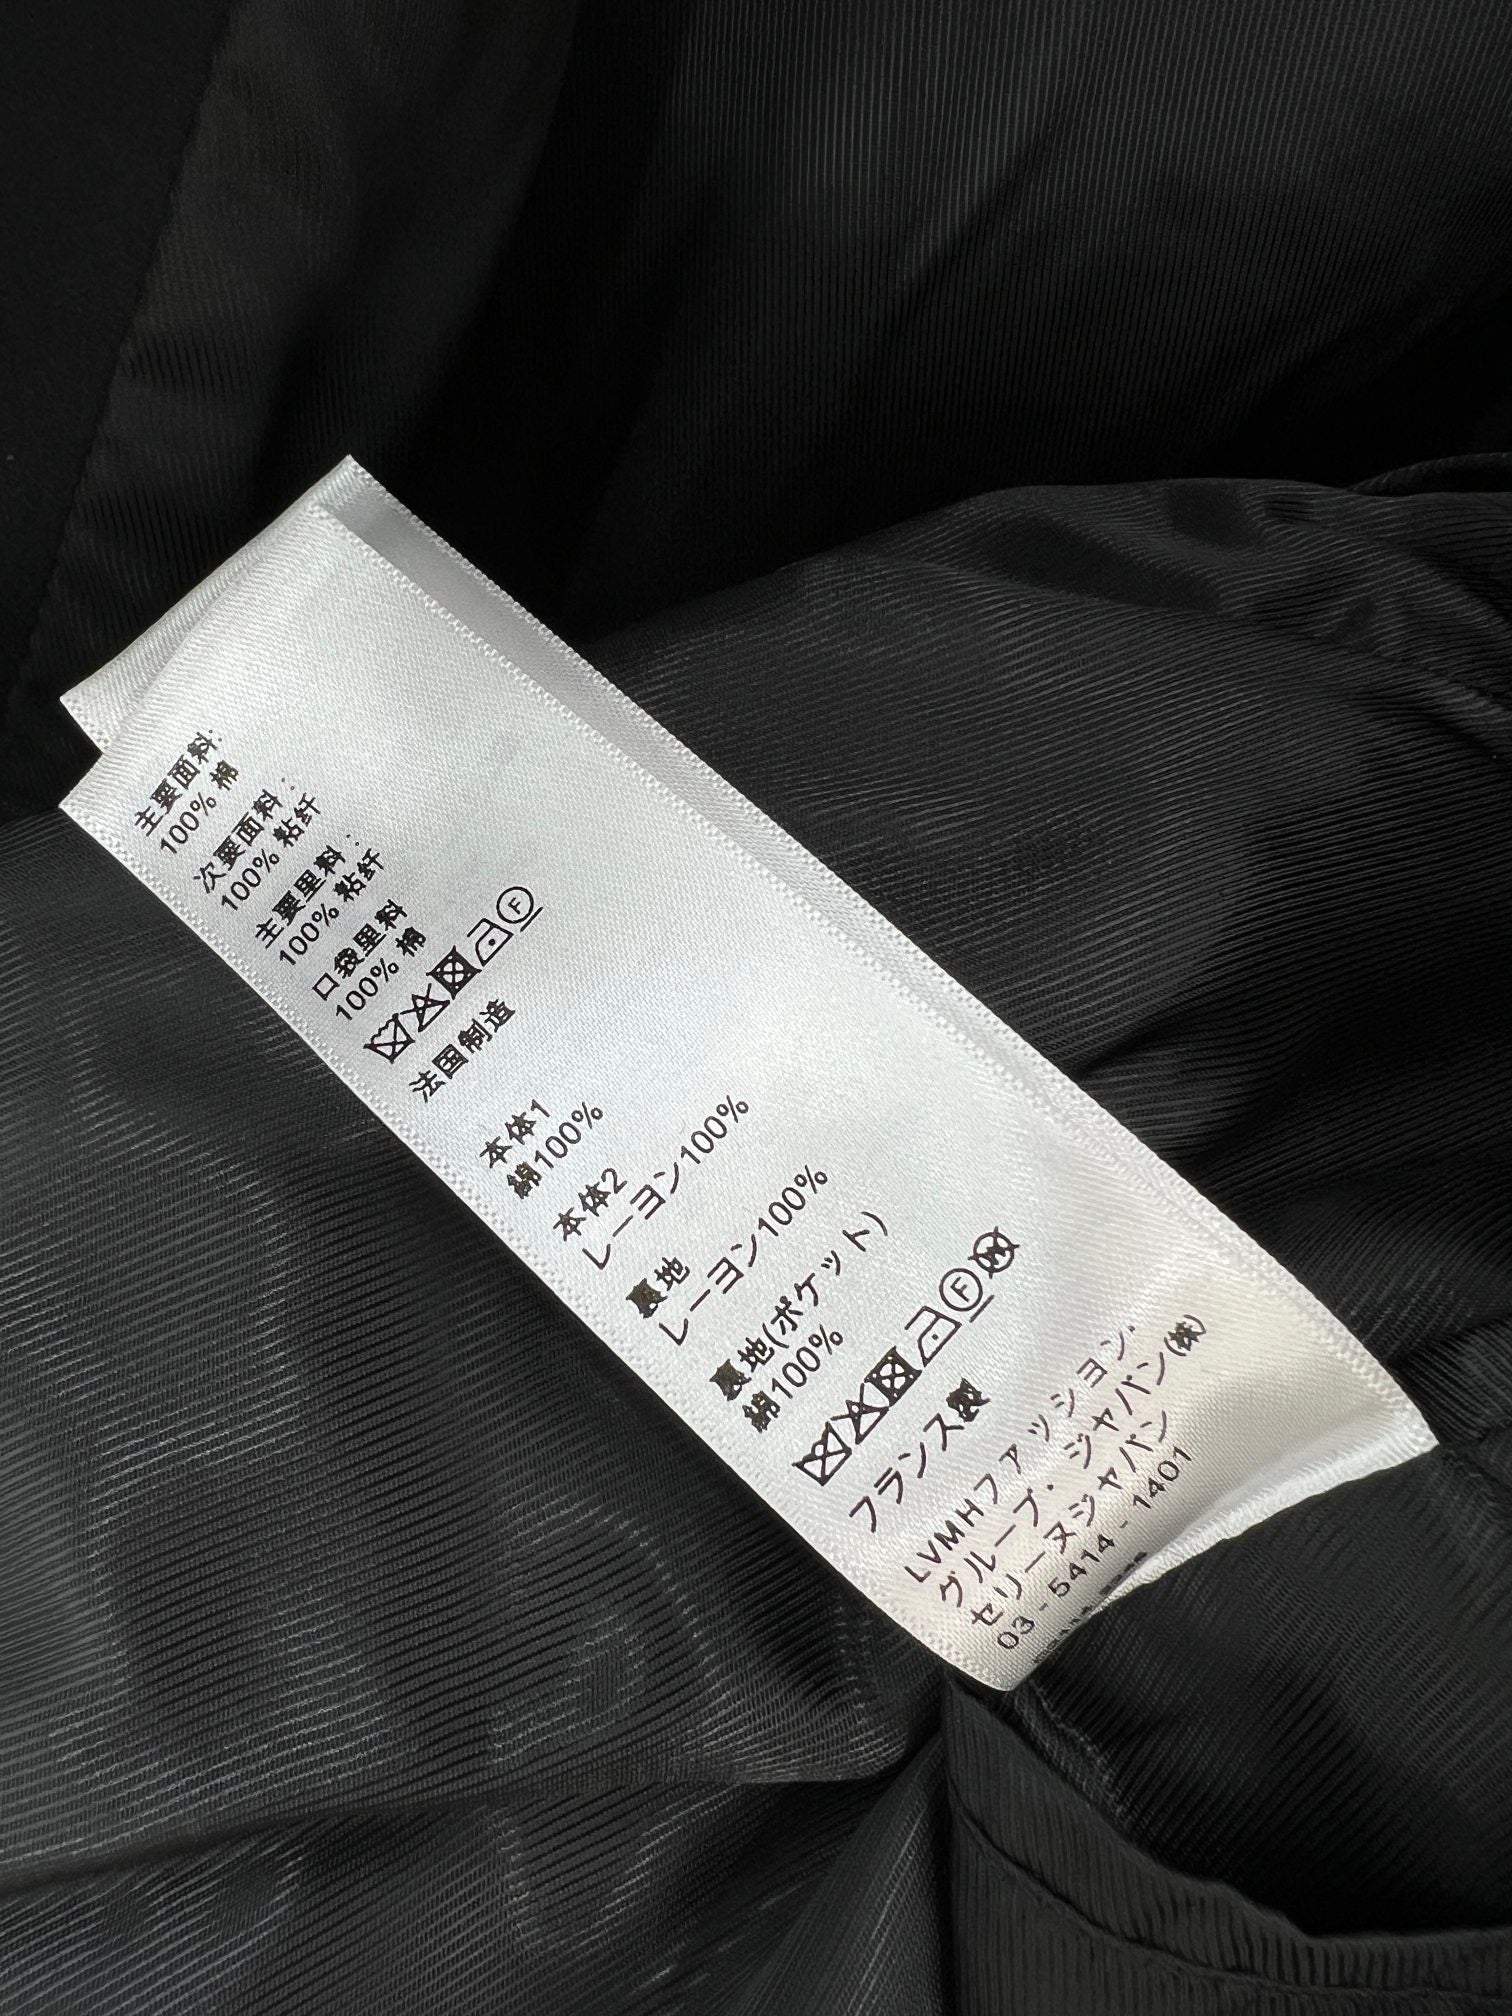 主要面料:
100% 棉
次要面料:
100% 粘纤
主要里料:
100% 粘纤
口袋里料
100% 棉
法国制造
本体1
綿100%
本体2
レーヨン100%
裏地
レーヨン100%
裏地(ポケット)
綿100%
フランス製
LVMHファッション.
グループ・ジャパン(株)
セリーヌジャパン
03-5414-1401